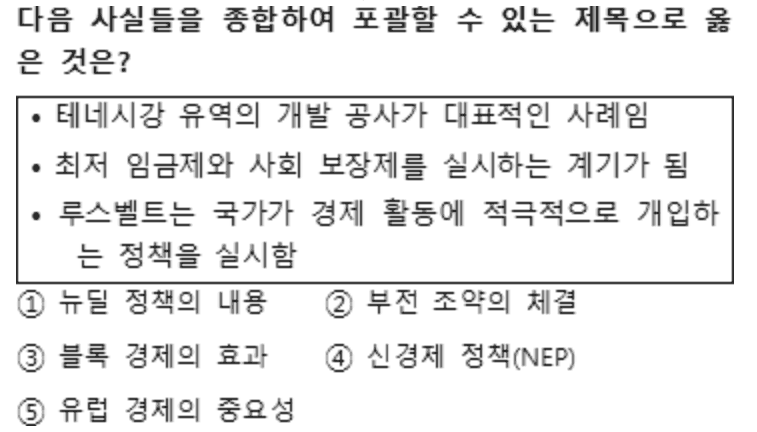 다음 사실들을 종합하여 포괄할 수 있는 제목으로 옳
은 것은?
• 테네시강 유역의 개발 공사가 대표적인 사례임
• 최저 임금제와 사회 보장제를 실시하는 계기가 됨
• 루스벨트는 국가가 경제 활동에 적극적으로 개입하
는 정책을 실시함
① 뉴딜 정책의 내용 ② 부전 조약의 체결
③ 블록 경제의 효과 ④ 신경제 정책(NEP)
⑤ 유럽 경제의 중요성